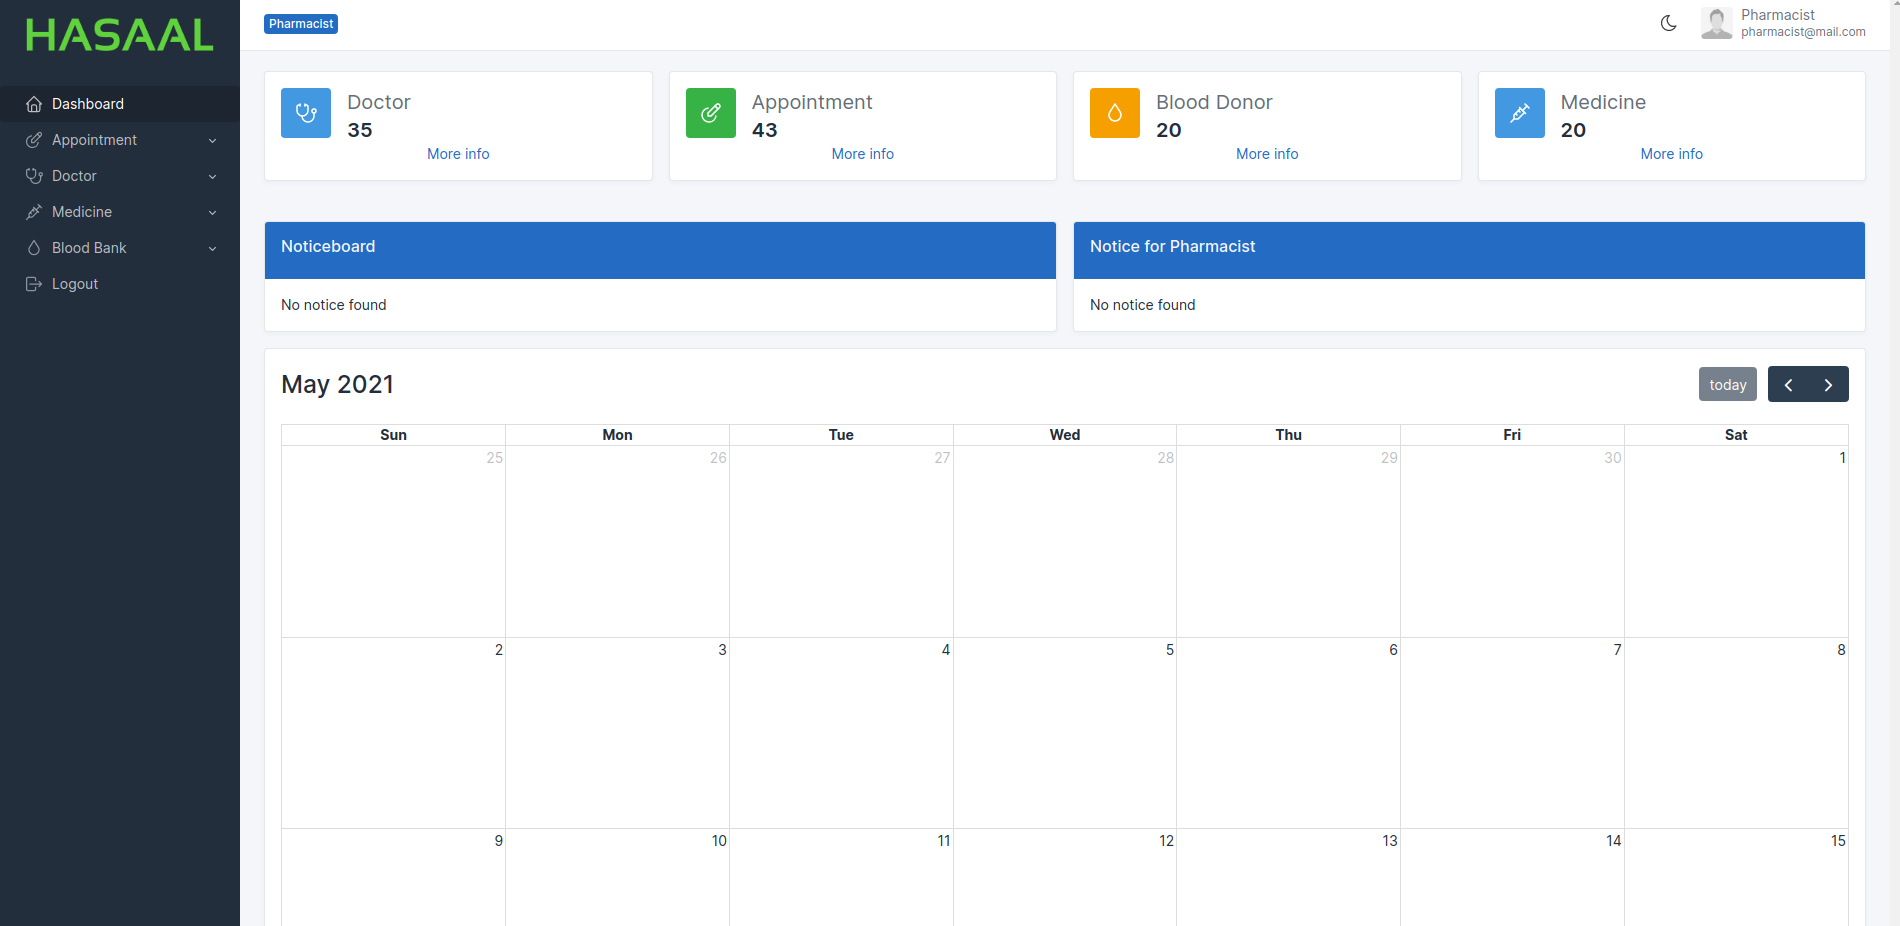 HASAAL
Dashboard
Appointment
Doctor
Medicine
Blood Bank
Logout
Pharmacist
Pharmacist
pharmacist@mail.com
Doctor
35
More info
Appointment
43
More info
Blood Donor
20
More info
Medicine
20
More info
Noticeboard
No notice found
Notice for Pharmacist
No notice found
May 2021
today
Sun Mon Tue Wed Thu Fri Sat
25 26 27 28 29 30 1
2 3 4 5 6 7 8
9 10 11 12 13 14 15